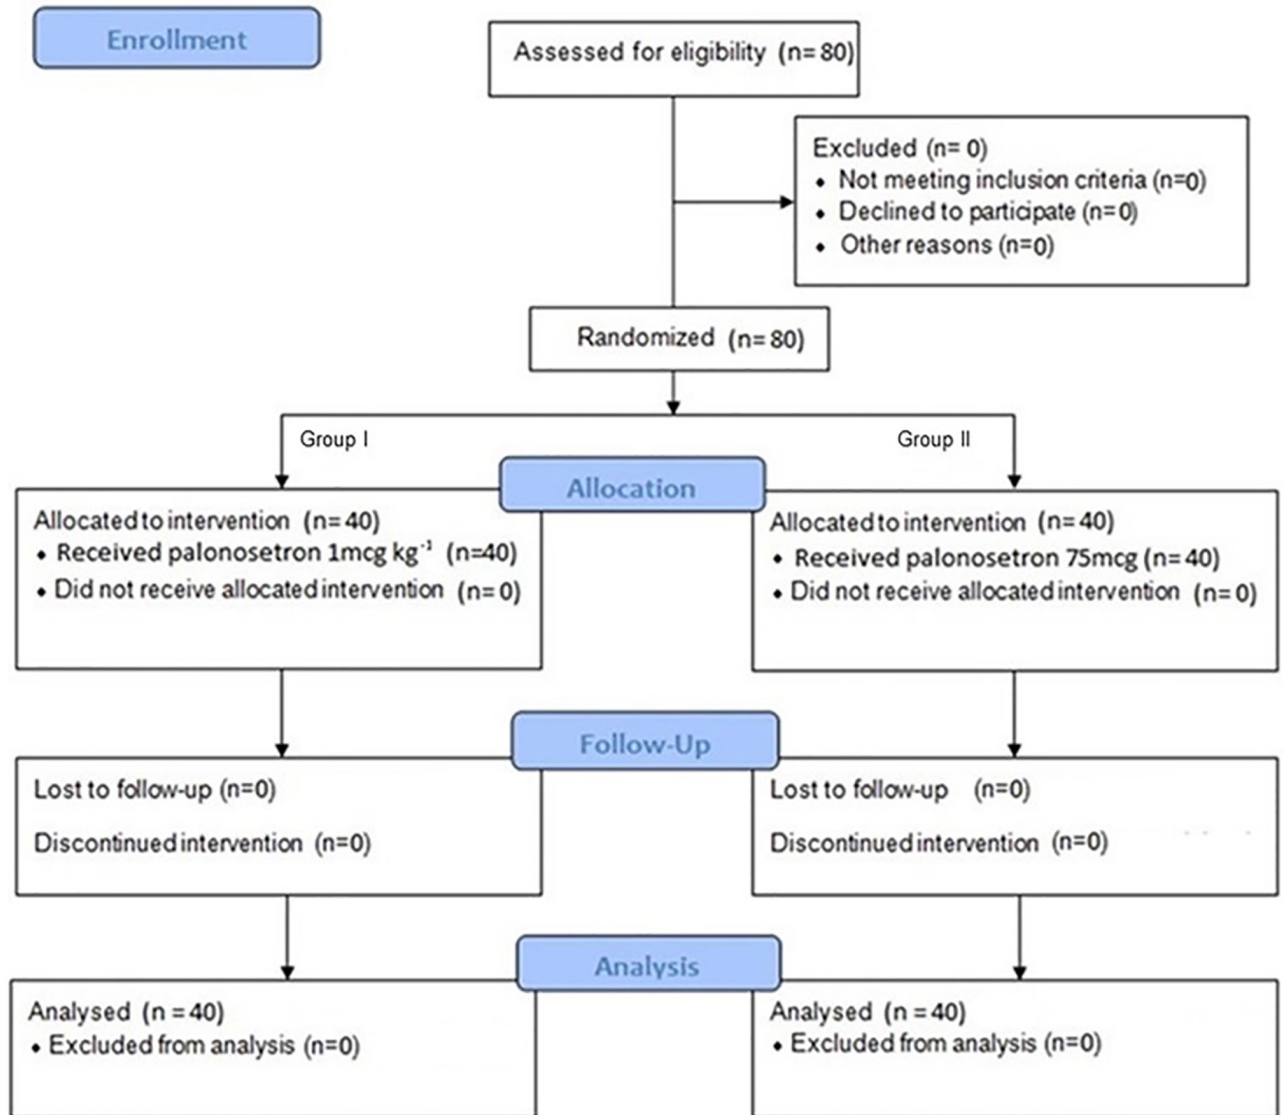 Enrollment
Assessed for eligibility (n= 80)
Excluded (n= 0)
• Not meeting inclusion criteria (n=0)
• Declined to participate (n=0)
• Other reasons (n=0)
Randomized (n= 80)
Group I
Group II
Allocation
Allocated to intervention (n= 40)
• Received palonosetron 1mcg kg⁻¹ (n=40)
• Did not receive allocated intervention (n= 0)
Allocated to intervention (n= 40)
• Received palonosetron 75mcg (n= 40)
• Did not receive allocated intervention (n= 0)
Follow-Up
Lost to follow-up (n=0)
Discontinued intervention (n=0)
Lost to follow-up (n=0)
Discontinued intervention (n=0)
Analysis
Analysed (n = 40)
• Excluded from analysis (n=0)
Analysed (n = 40)
• Excluded from analysis (n=0)